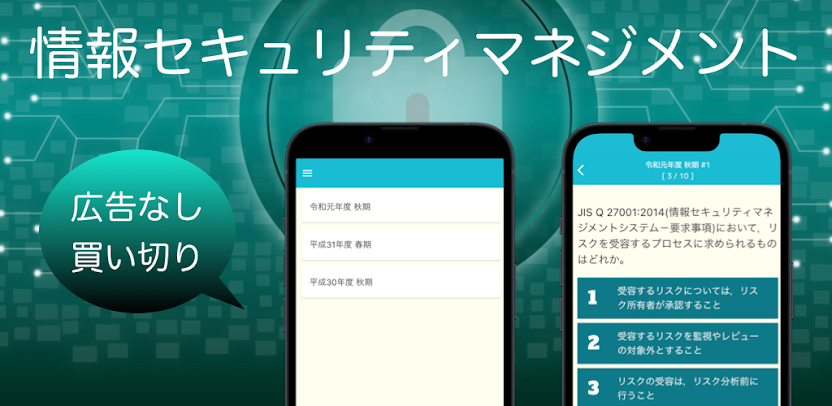 情報セキュリティマネジメント
広告なし
買い切り
令和元年度 秋期
平成31年度 春期
平成30年度 秋期
令和元年度 秋期 #1
[ 3 / 10 ]
JIS Q 27001:2014(情報セキュリティマネ
ジメントシステム－要求事項)において，リ
スクを受容するプロセスに求められるもの
はどれか。
1
受容するリスクについては，リス
ク所有者が承認すること
2
受容するリスクを監視やレビュー
の対象外とすること
3
リスクの受容は，リスク分析前に
行うこと